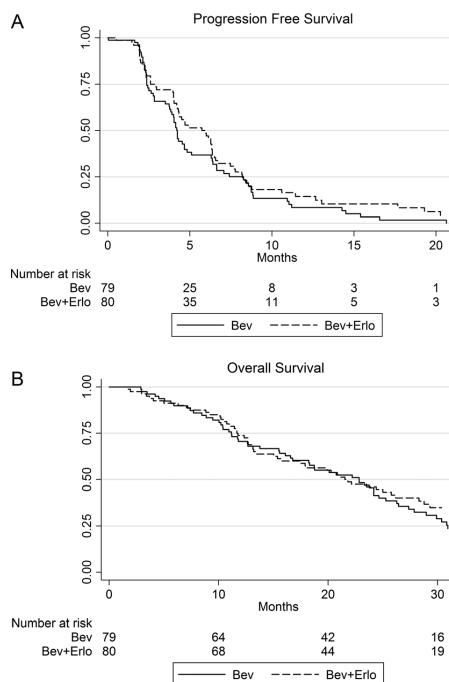 A
Progression Free Survival
1.00
0.75
0.50
0.25
0.00
0 5 10 15 20
Months
Number at risk
Bev 79 25 8 3 1
Bev+Erlo 80 35 11 5 3
Bev Bev+Erlo
B
Overall Survival
1.00
0.75
0.50
0.25
0.00
0 10 20 30
Months
Number at risk
Bev 79 64 42 16
Bev+Erlo 80 68 44 19
Bev Bev+Erlo